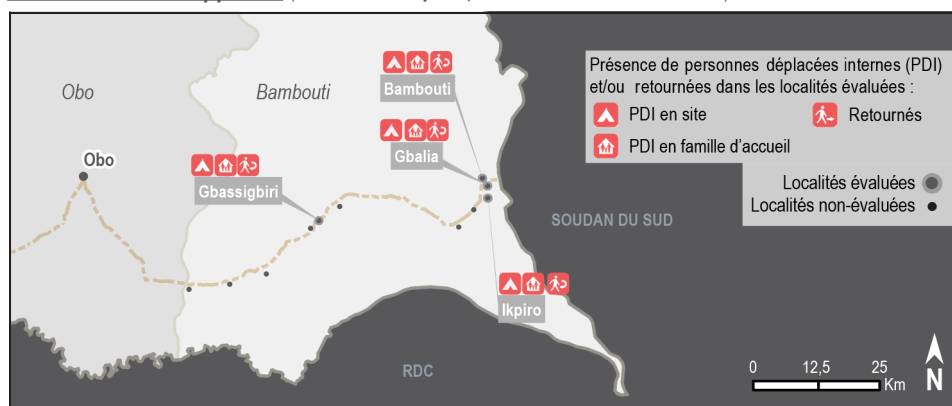 Obo
Bambouti
Bambouti
Gbalia
Obo
Gbassigbiri
Ikpiro
SOUDAN DU SUD
RDC
Présence de personnes déplacées internes (PDI)
et/ou retournées dans les localités évaluées :
PDI en site
Retournés
PDI en famille d'accueil
Localités évaluées
Localités non-évaluées
0 12,5 25
Km
N